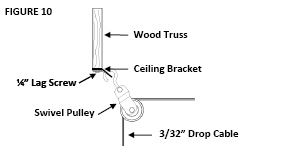 FIGURE 10
Wood Truss
Ceiling Bracket
¼” Lag Screw
Swivel Pulley
3/32” Drop Cable